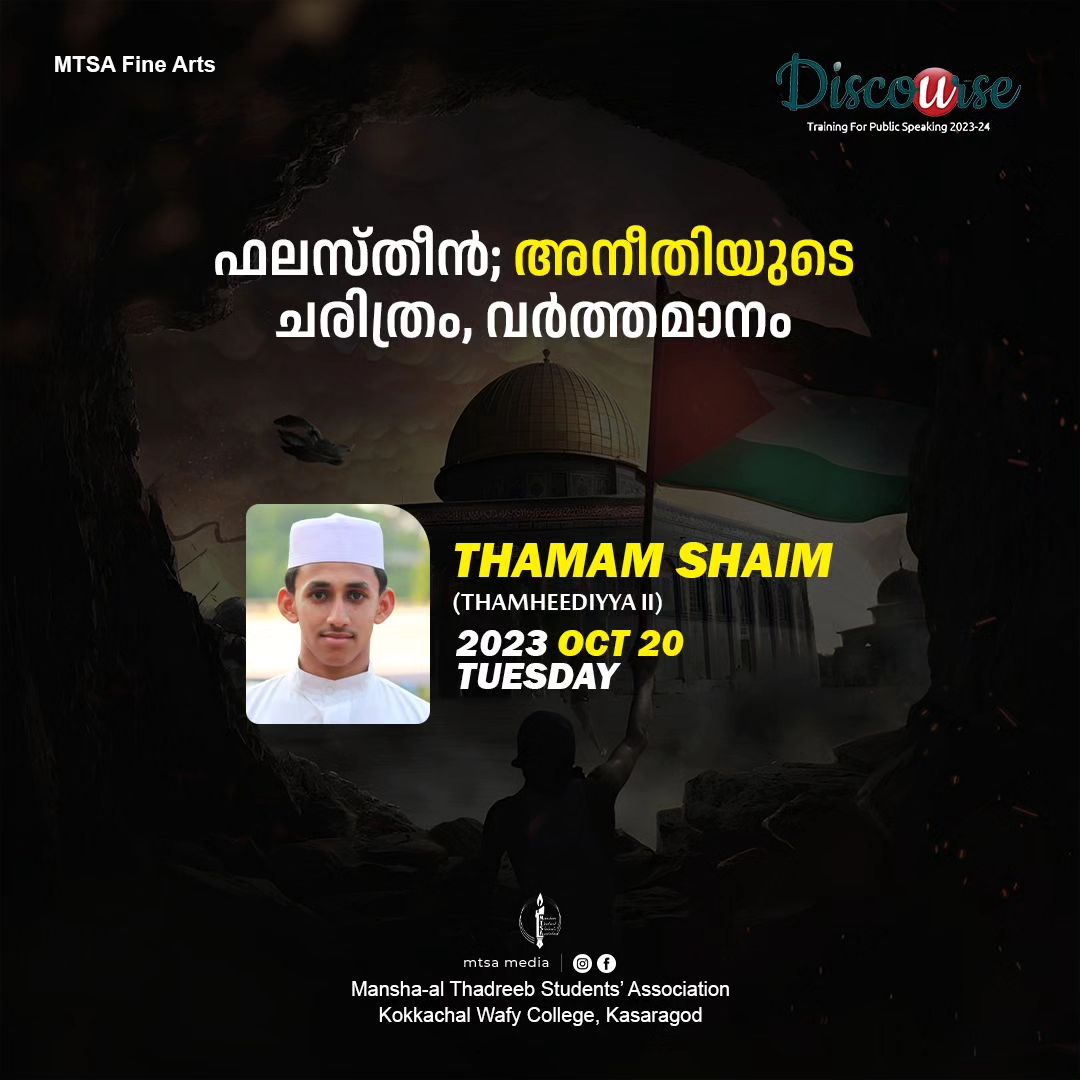 MTSA Fine Arts
Discourse
Training For Public Speaking 2023-24
ഫലസ്തീൻ; അനീതിയുടെ
ചരിത്രം, വർത്തമാനം
THAMAM SHAIM
(THAMHEEDIYYA II)
2023 OCT 20
TUESDAY
mtsa media
Mansha-al Thadreeb Students’ Association
Kokkachal Wafy College, Kasaragod